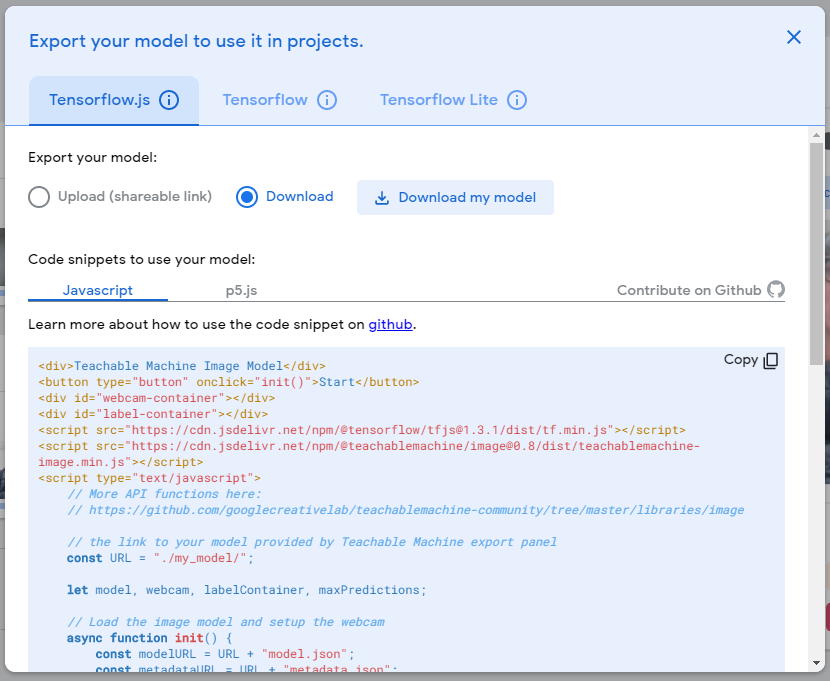 Export your model to use it in projects.
Tensorflow.js Tensorflow Tensorflow Lite
Export your model:
Upload (shareable link) Download Download my model
Code snippets to use your model:
Javascript p5.js Contribute on Github
Learn more about how to use the code snippet on github.
Copy
<div>Teachable Machine Image Model</div>
<button type="button" onclick="init()">Start</button>
<div id="webcam-container"></div>
<div id="label-container"></div>
<script src="https://cdn.jsdelivr.net/npm/@tensorflow/tfjs@1.3.1/dist/tf.min.js"></script>
<script src="https://cdn.jsdelivr.net/npm/@teachablemachine/image@0.8/dist/teachablemachine-
image.min.js"></script>
<script type="text/javascript">
// More API functions here:
// https://github.com/googlecreativelab/teachablemachine-community/tree/master/libraries/image
// the link to your model provided by Teachable Machine export panel
const URL = "./my_model/";
let model, webcam, labelContainer, maxPredictions;
// Load the image model and setup the webcam
async function init() {
const modelURL = URL + "model.json";
const metadataURL = URL + "metadata.json";